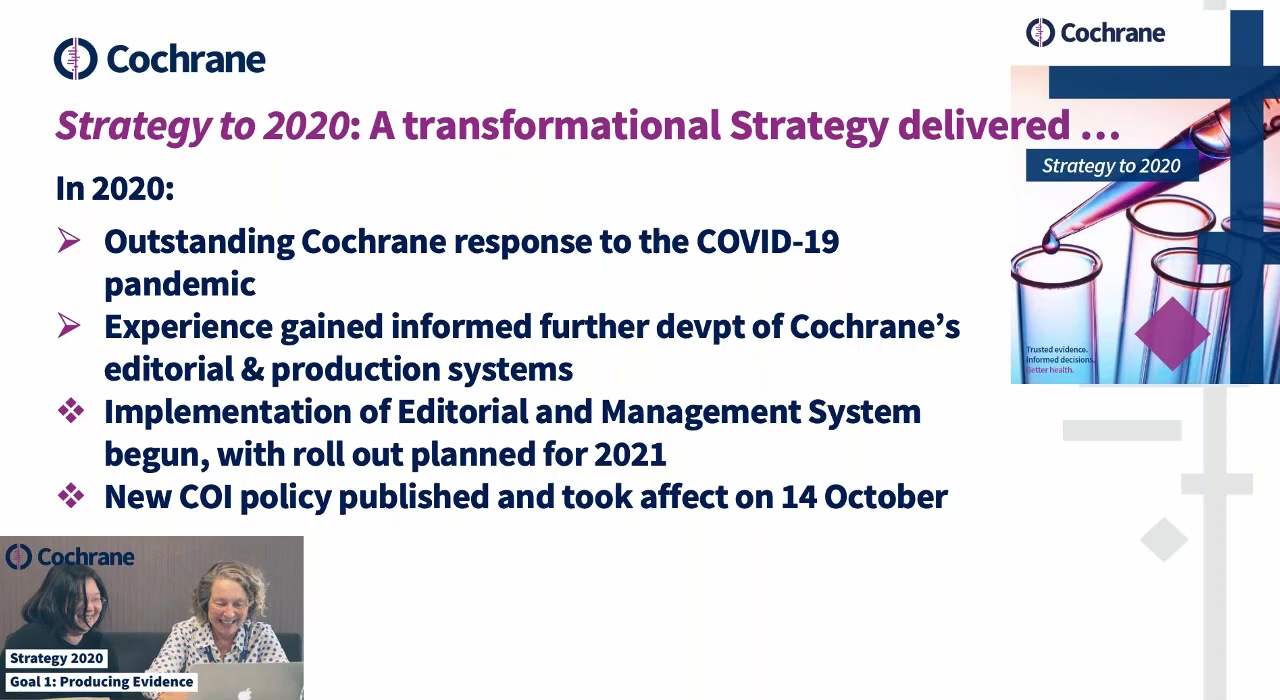 Cochrane
Cochrane
Strategy to 2020: A transformational Strategy delivered …
Strategy to 2020
In 2020:
Outstanding Cochrane response to the COVID-19
pandemic
Experience gained informed further devpt of Cochrane’s
editorial & production systems
Implementation of Editorial and Management System
begun, with roll out planned for 2021
New COI policy published and took affect on 14 October
Trusted evidence.
Informed decisions.
Better health.
Cochrane
Strategy 2020
Goal 1: Producing Evidence